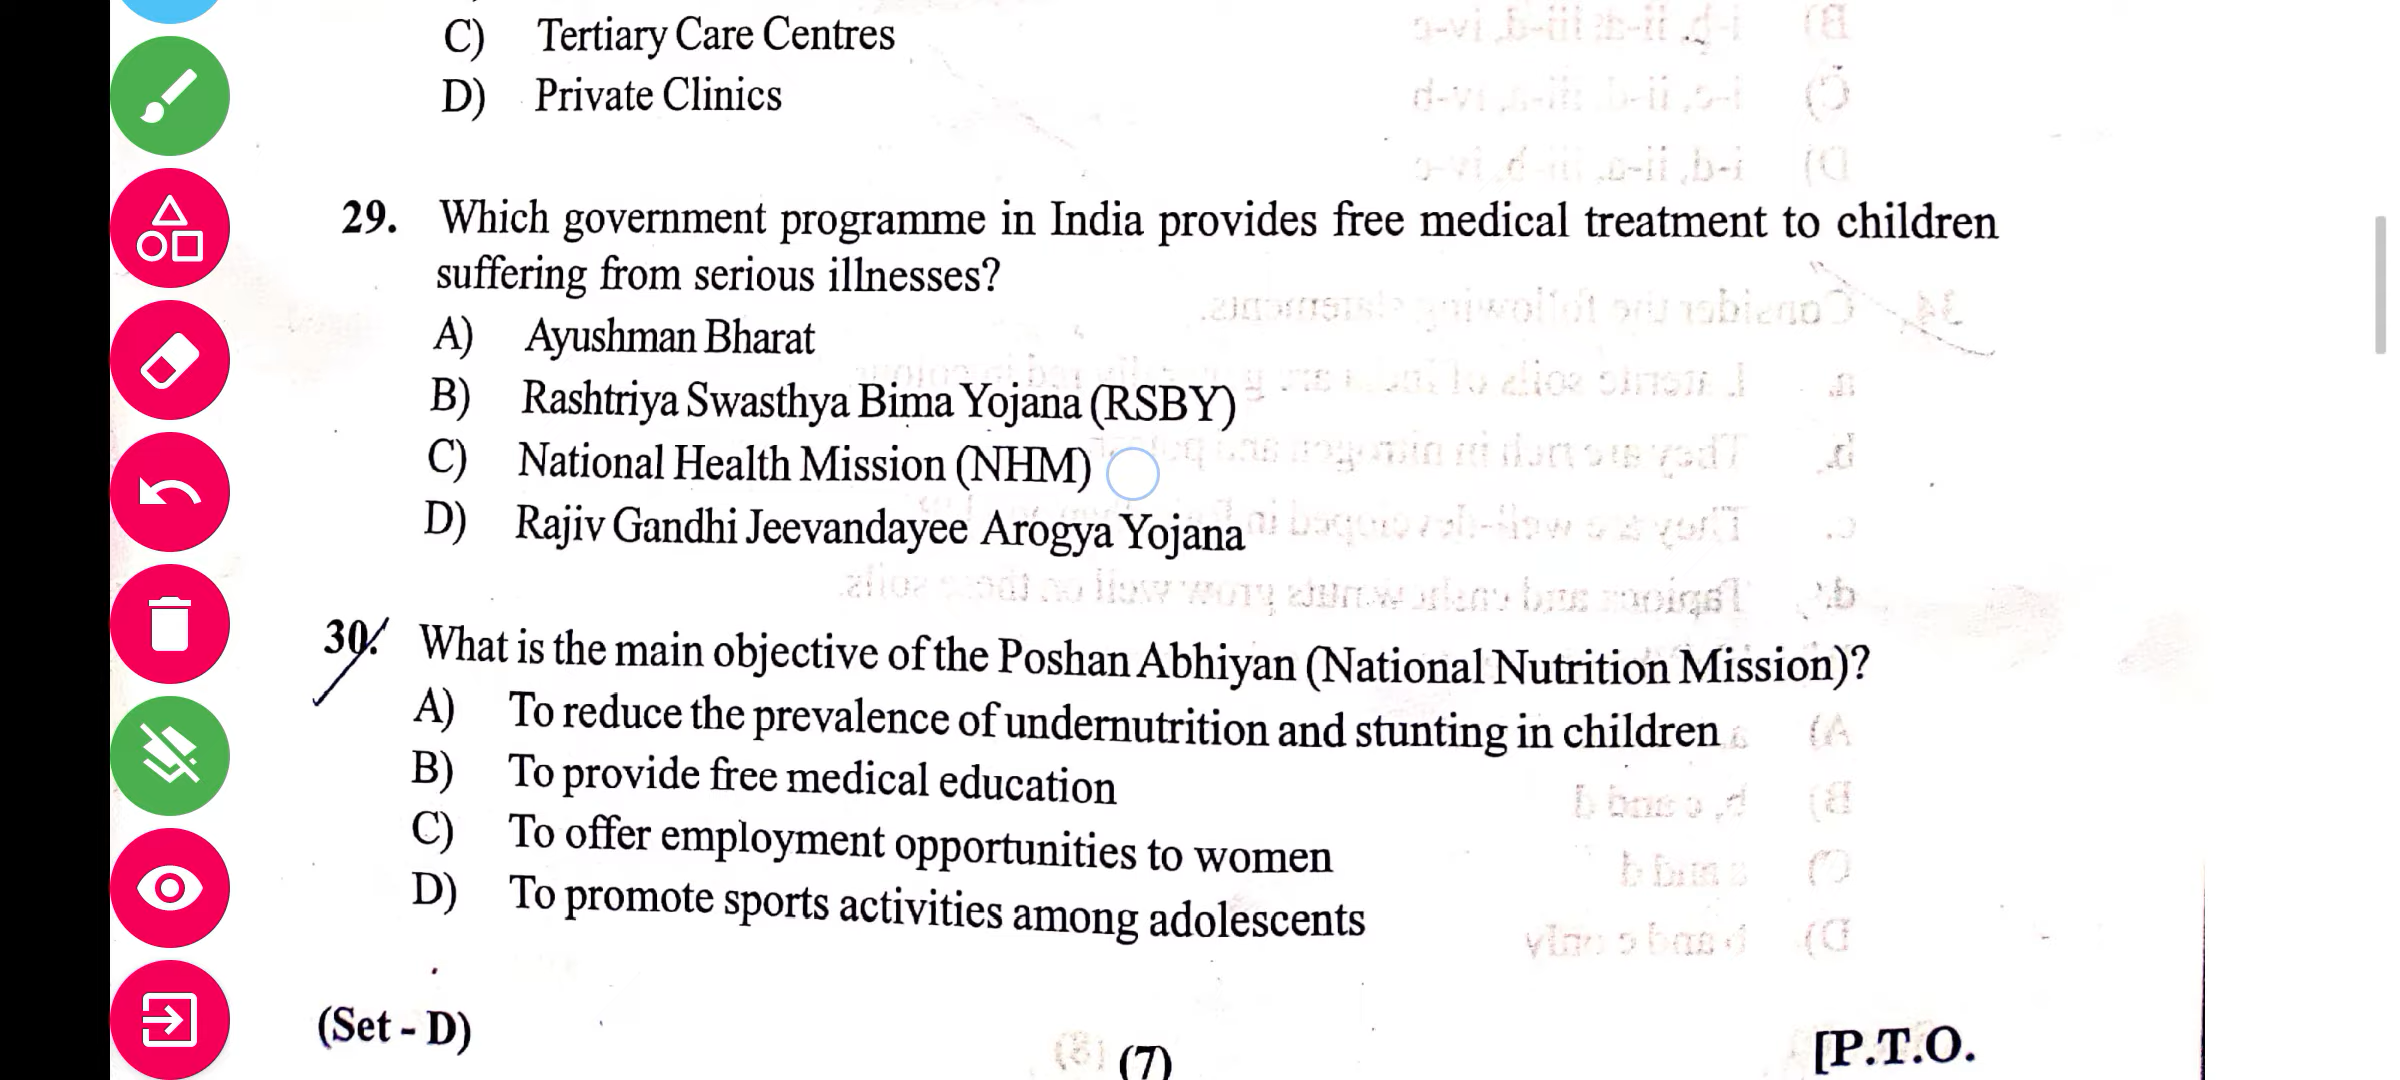 C) Tertiary Care Centres
D) Private Clinics
29. Which government programme in India provides free medical treatment to children
suffering from serious illnesses?
A) Ayushman Bharat
B) Rashtriya Swasthya Bima Yojana (RSBY)
C) National Health Mission (NHM)
D) Rajiv Gandhi Jeevandayee Arogya Yojana
30. What is the main objective of the Poshan Abhiyan (National Nutrition Mission)?
A) To reduce the prevalence of undernutrition and stunting in children
B) To provide free medical education
C) To offer employment opportunities to women
D) To promote sports activities among adolescents
(Set - D)
(7)
[P.T.O.